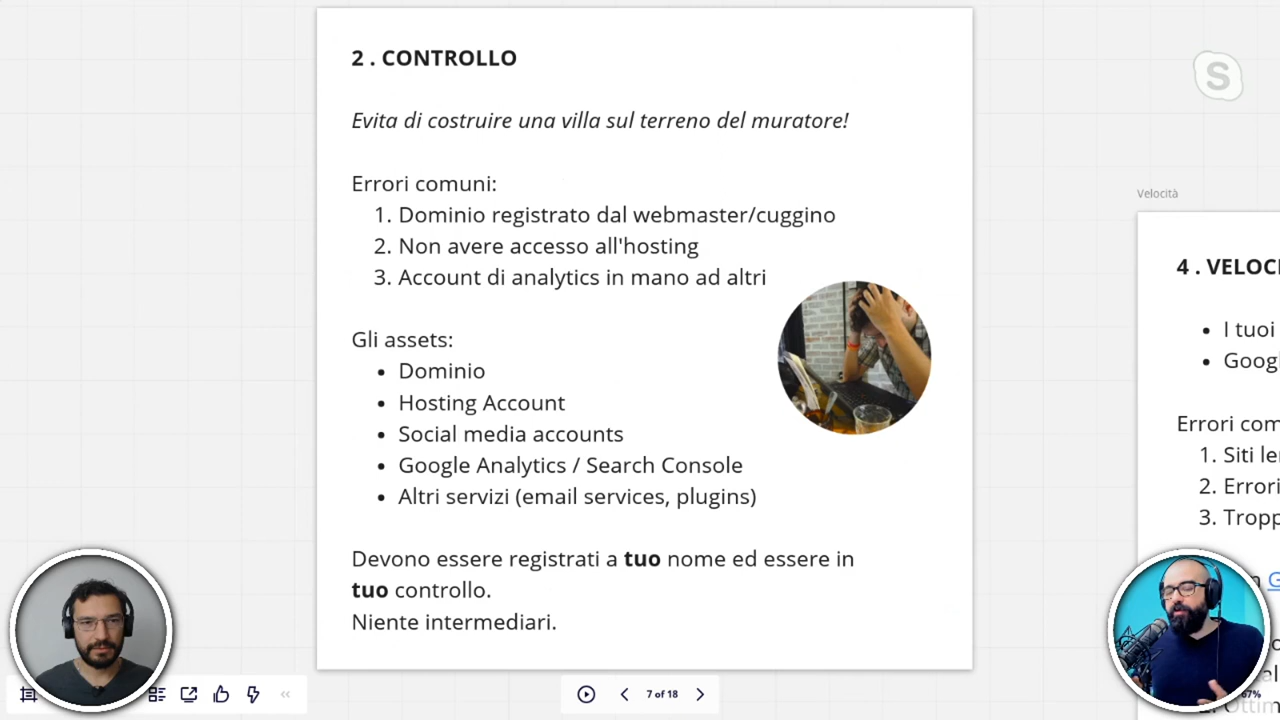 2 . CONTROLLO
Evita di costruire una villa sul terreno del muratore!
Errori comuni:
1. Dominio registrato dal webmaster/cuggino
2. Non avere accesso all'hosting
3. Account di analytics in mano ad altri
Gli assets:
• Dominio
• Hosting Account
• Social media accounts
• Google Analytics / Search Console
• Altri servizi (email services, plugins)
Devono essere registrati a tuo nome ed essere in
tuo controllo.
Niente intermediari.
S
Velocità
4 . VELOC
• I tuoi
• Goog
Errori com
1. Siti le
2. Errori
3. Tropp
7 of 18
67%